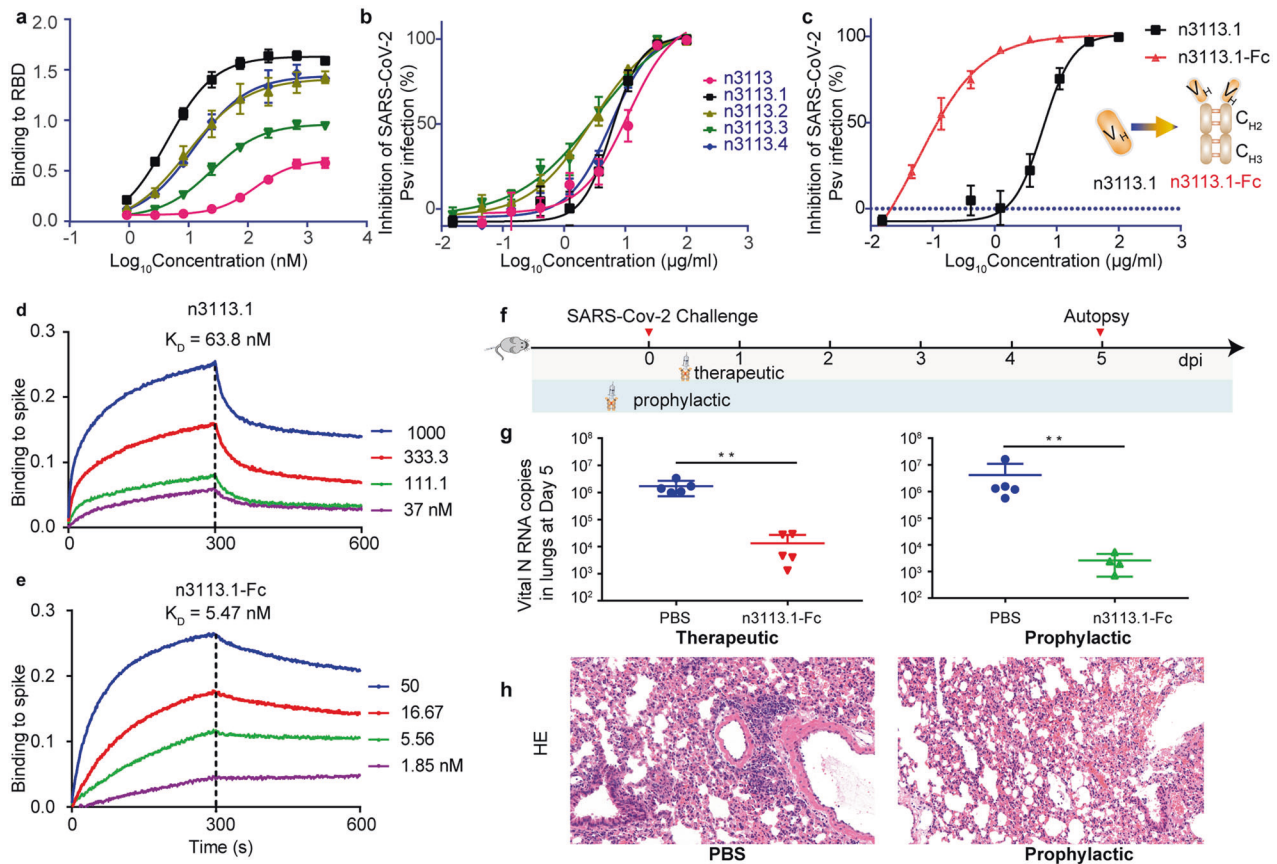 a
Binding to RBD
2.0
1.5
1.0
0.5
0.0
-1 0 1 2 3 4
Log10Concentration (nM)
b
Inhibition of SARS-CoV-2
Psv infection (%)
100
50
0
-2 -1 0 1 2 3
Log10Concentration (µg/ml)
n3113
n3113.1
n3113.2
n3113.3
n3113.4
c
Inhibition of SARS-CoV-2
Psv infection (%)
100
50
0
-2 -1 0 1 2 3
Log10Concentration (µg/ml)
n3113.1
n3113.1-Fc
VH
VH
VH
CH2
CH3
n3113.1
n3113.1-Fc
d
n3113.1
KD = 63.8 nM
Binding to spike
0.3
0.2
0.1
0.0
0 300 600
1000
333.3
111.1
37 nM
e
n3113.1-Fc
KD = 5.47 nM
Binding to spike
0.3
0.2
0.1
0.0
0 300 600
Time (s)
50
16.67
5.56
1.85 nM
f
SARS-Cov-2 Challenge
Autopsy
0 1 2 3 4 5 dpi
therapeutic
prophylactic
g
Vital N RNA copies
in lungs at Day 5
10^8
10^7
10^6
10^5
10^4
10^3
10^2
**
PBS n3113.1-Fc
Therapeutic
10^8
10^7
10^6
10^5
10^4
10^3
10^2
**
PBS n3113.1-Fc
Prophylactic
h
HE
PBS
Prophylactic